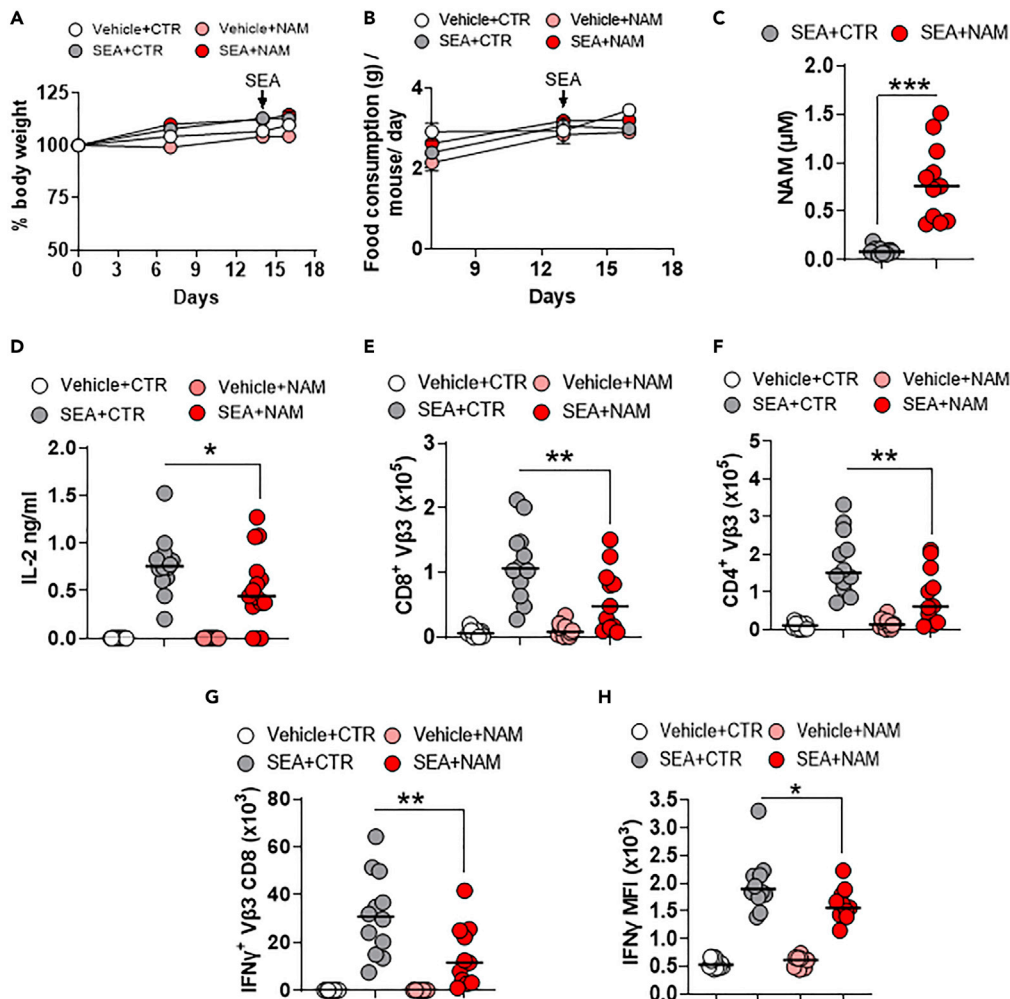 A
Vehicle+CTR Vehicle+NAM
SEA+CTR SEA+NAM
SEA
125
100
75
50
% body weight
0 3 6 9 12 15 18
Days
B
Vehicle+CTR Vehicle+NAM
SEA+CTR SEA+NAM
SEA
4
2
0
Food consumption (g) /
mouse/ day
9 12 15 18
Days
C
SEA+CTR SEA+NAM
2.0
***
1.5
1.0
0.5
0.0
NAM (µM)
D
Vehicle+CTR Vehicle+NAM
SEA+CTR SEA+NAM
2.0
*
1.5
1.0
0.5
0.0
IL-2 ng/ml
E
Vehicle+CTR Vehicle+NAM
SEA+CTR SEA+NAM
3
**
2
1
0
CD8⁺ Vβ3 (x10⁵)
F
Vehicle+CTR Vehicle+NAM
SEA+CTR SEA+NAM
5
**
4
3
2
1
0
CD4⁺ Vβ3 (x10⁵)
G
Vehicle+CTR Vehicle+NAM
SEA+CTR SEA+NAM
80
**
60
40
20
0
IFNγ⁺ Vβ3 CD8 (x10³)
H
Vehicle+CTR Vehicle+NAM
SEA+CTR SEA+NAM
3.5
*
3.0
2.5
2.0
1.5
1.0
0.5
0.0
IFNγ MFI (x10³)